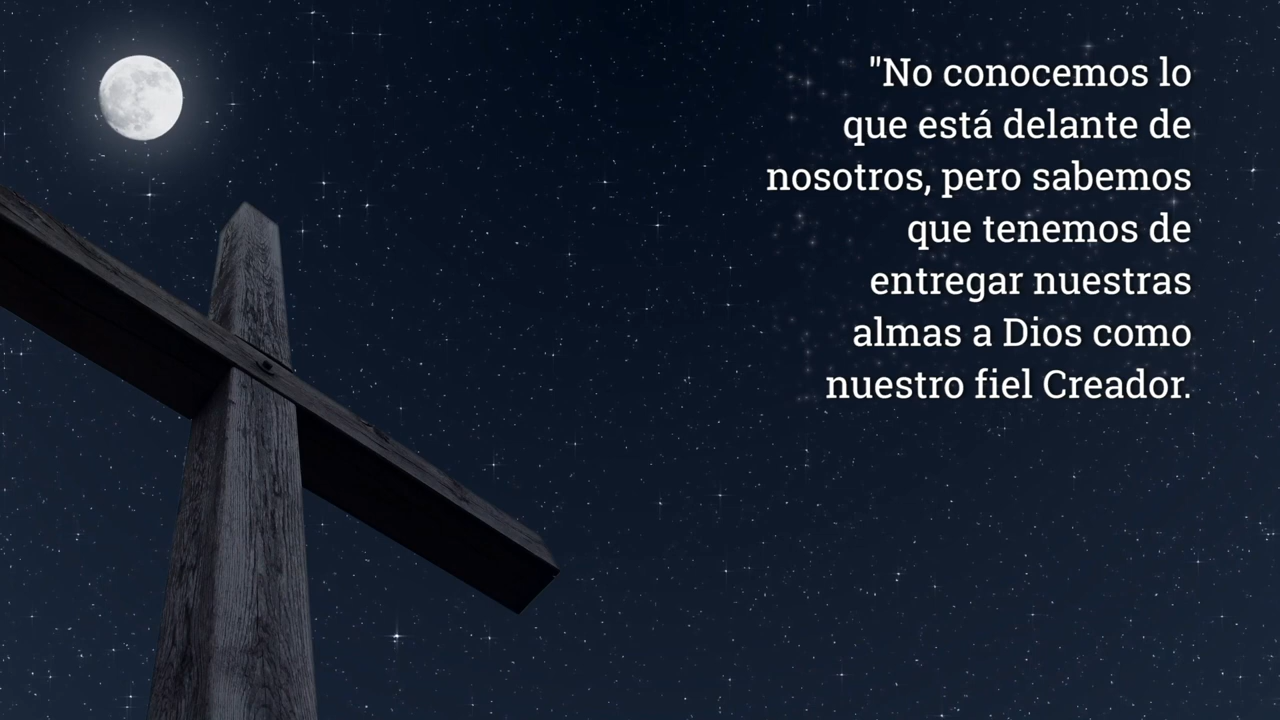 "No conocemos lo
que está delante de
nosotros, pero sabemos
que tenemos de
entregar nuestras
almas a Dios como
nuestro fiel Creador.